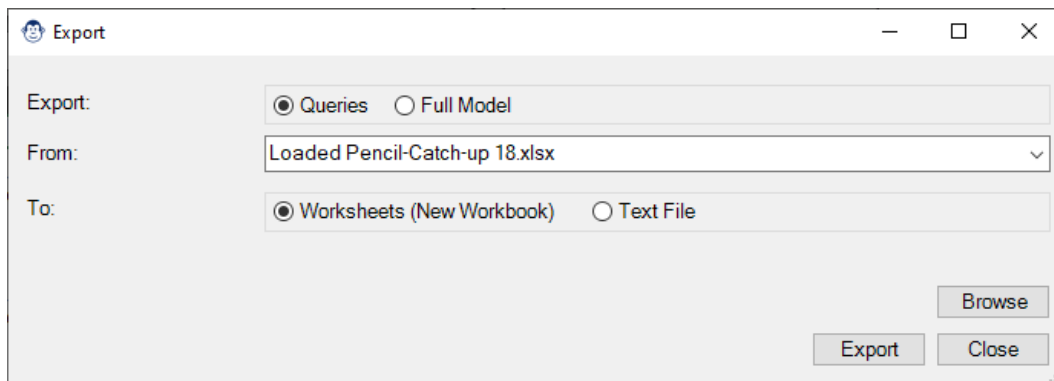 Export
Export:
Queries Full Model
From:
Loaded Pencil-Catch-up 18.xlsx
To:
Worksheets (New Workbook) Text File
Browse
Export Close